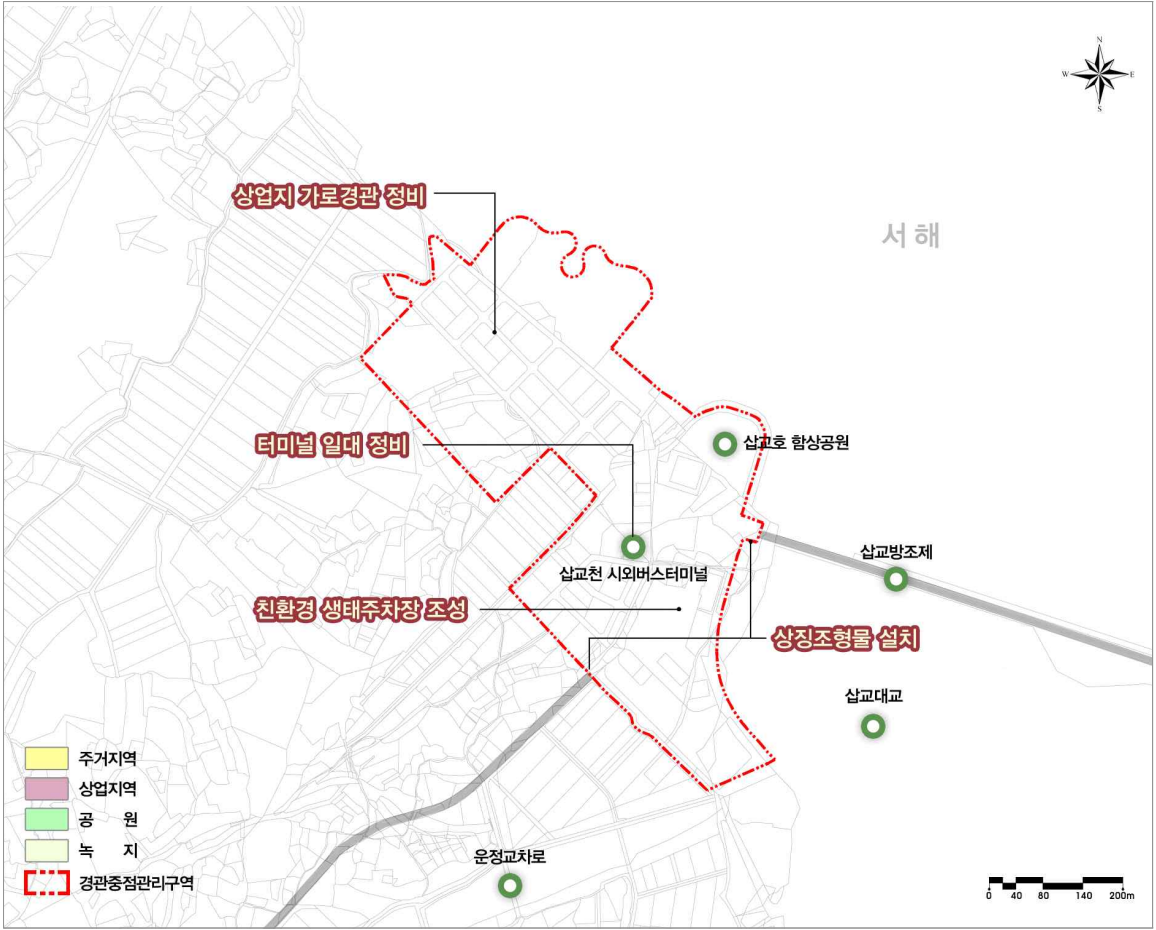 N
W E
S
상업지 가로경관 정비
서 해
터미널 일대 정비
삽교호 함상공원
삽교방조제
삽교천 시외버스터미널
친환경 생태주차장 조성
상징조형물 설치
삽교대교
주거지역
상업지역
공 원
녹 지
경관중점관리구역
운정교차로
0 40 80 140 200m